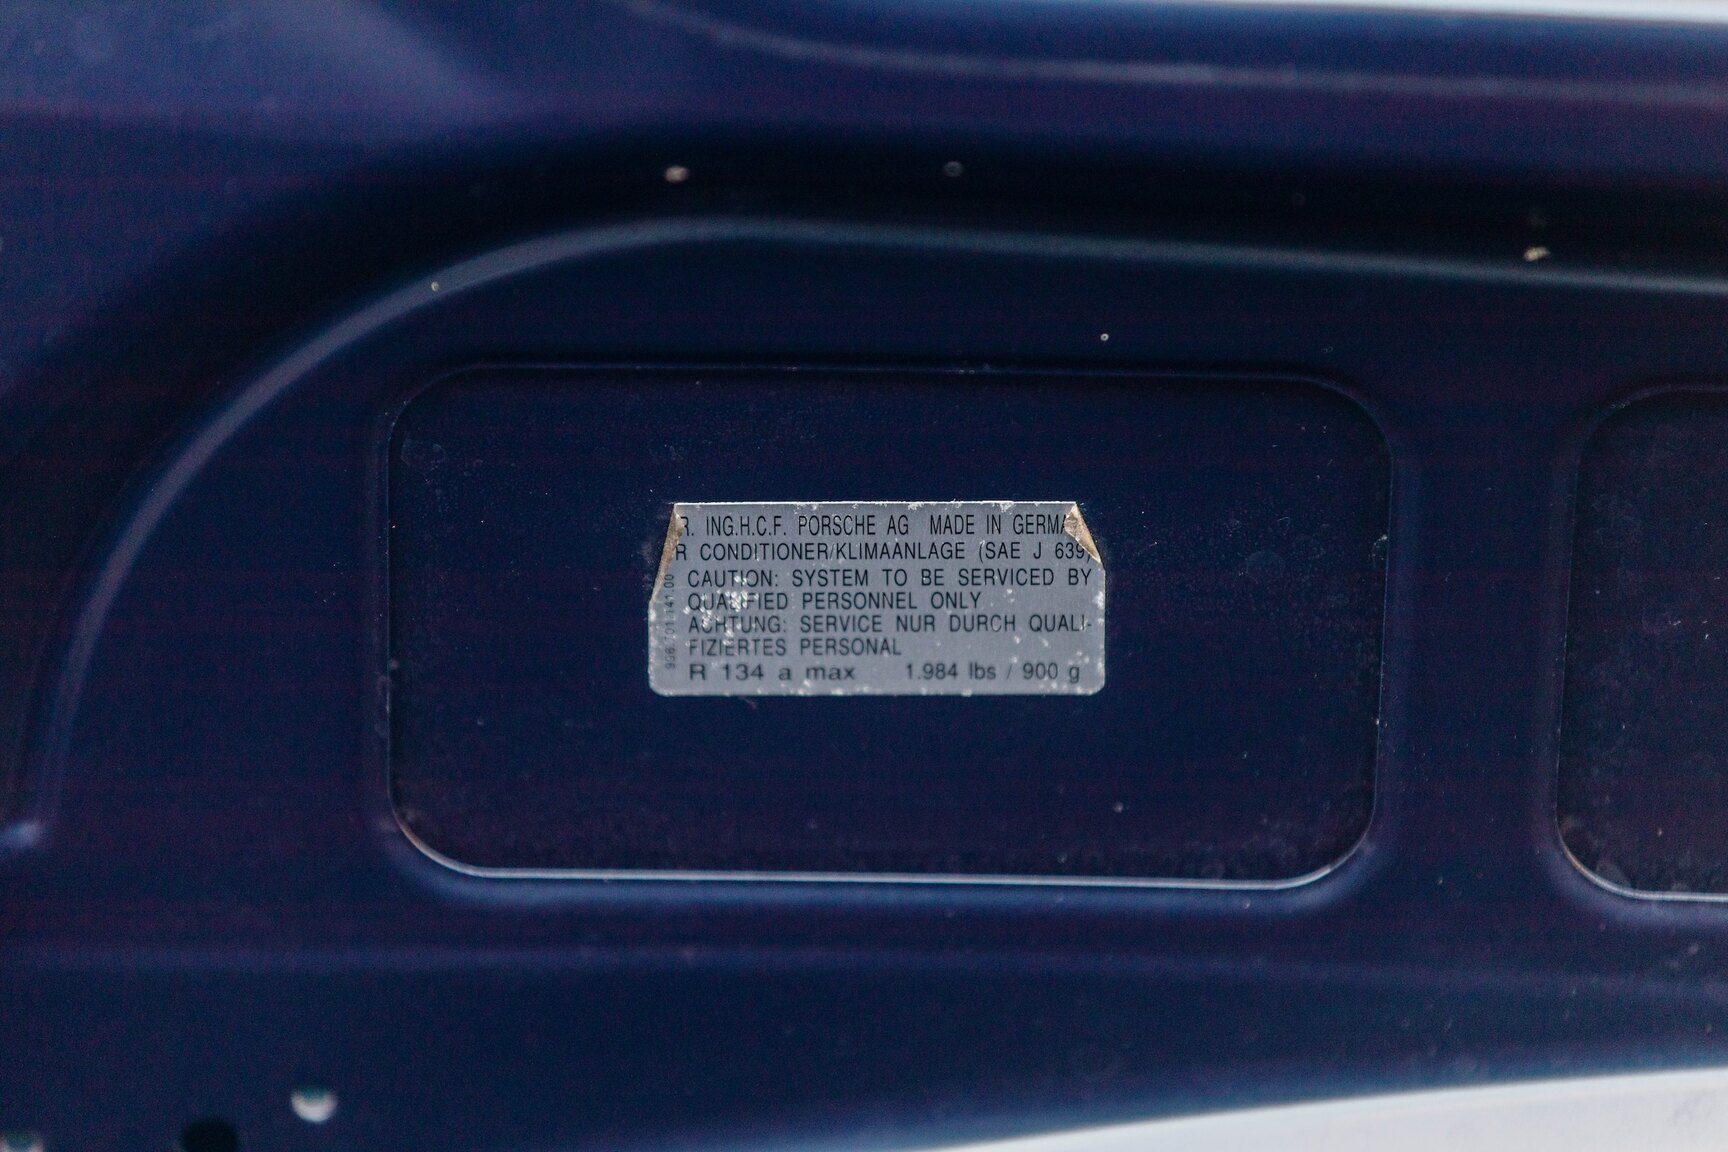 R. ING.H.C.F. PORSCHE AG MADE IN GERMA
R CONDITIONER/KLIMAANLAGE (SAE J 639)
CAUTION: SYSTEM TO BE SERVICED BY
QUALIFIED PERSONNEL ONLY
ACHTUNG: SERVICE NUR DURCH QUALI-
FIZIERTES PERSONAL
R 134 a max 1.984 lbs / 900 g